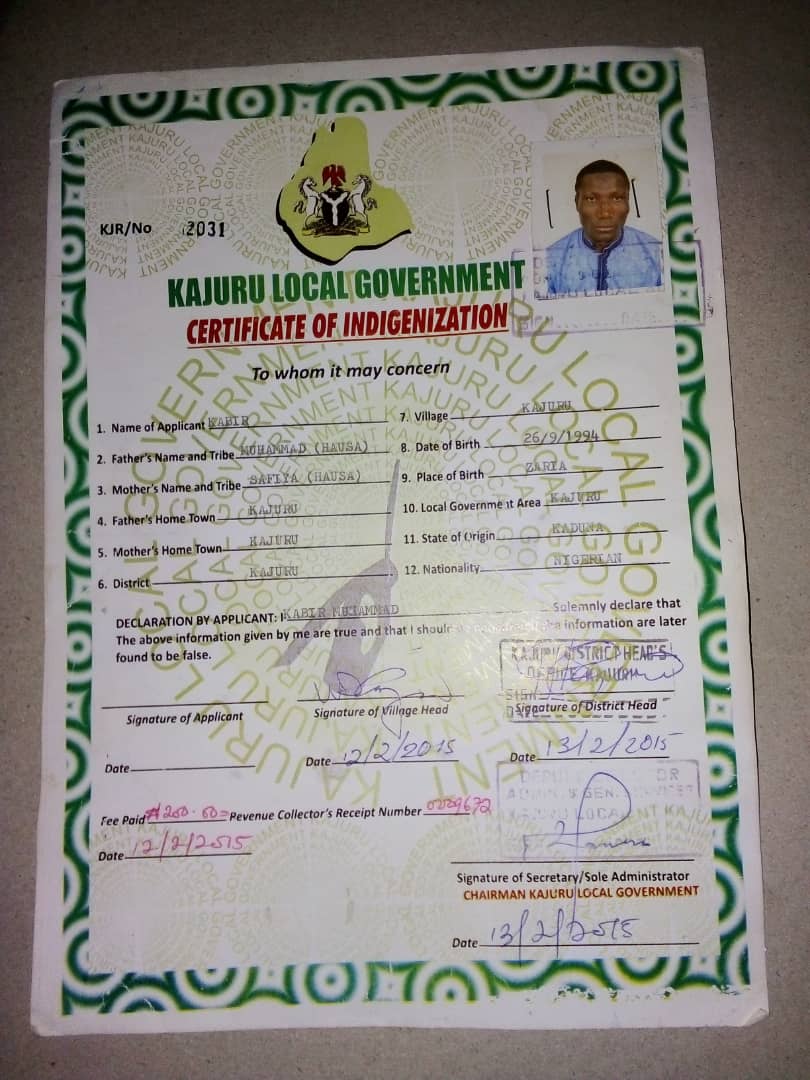 KJR/No 2031
KAJURU LOCAL GOVERNMENT
CERTIFICATE OF INDIGENIZATION
To whom it may concern
1. Name of Applicant KABIR
2. Father's Name and Tribe MUHAMMAD (HAUSA)
3. Mother's Name and Tribe SAFIYA (HAUSA)
4. Father's Home Town KAJURU
5. Mother's Home Town KAJURU
6. District KAJURU
7. Village KAJURU
8. Date of Birth 26/9/1994
9. Place of Birth ZARIA
10. Local Government Area KAJURU
11. State of Origin KADUNA
12. Nationality NIGERIAN
DECLARATION BY APPLICANT: I KABIR MUHAMMAD Solemnly declare that
The above information given by me are true and that I should information are later
found to be false.
KAJURU DISTRICT HEAD'S
OFFICE KAJURU
SIGN
DATE
Signature of Applicant
Signature of Village Head
Signature of District Head
Date
Date 12/2/2015
Date 13/2/2015
Fee Paid ₦200.00= Revenue Collector's Receipt Number 0009672
Date 12/2/2015
ADMIN & GEN.
KAJURU LOCAL
Signature of Secretary/Sole Administrator
CHAIRMAN KAJURU LOCAL GOVERNMENT
Date 13/2/2015